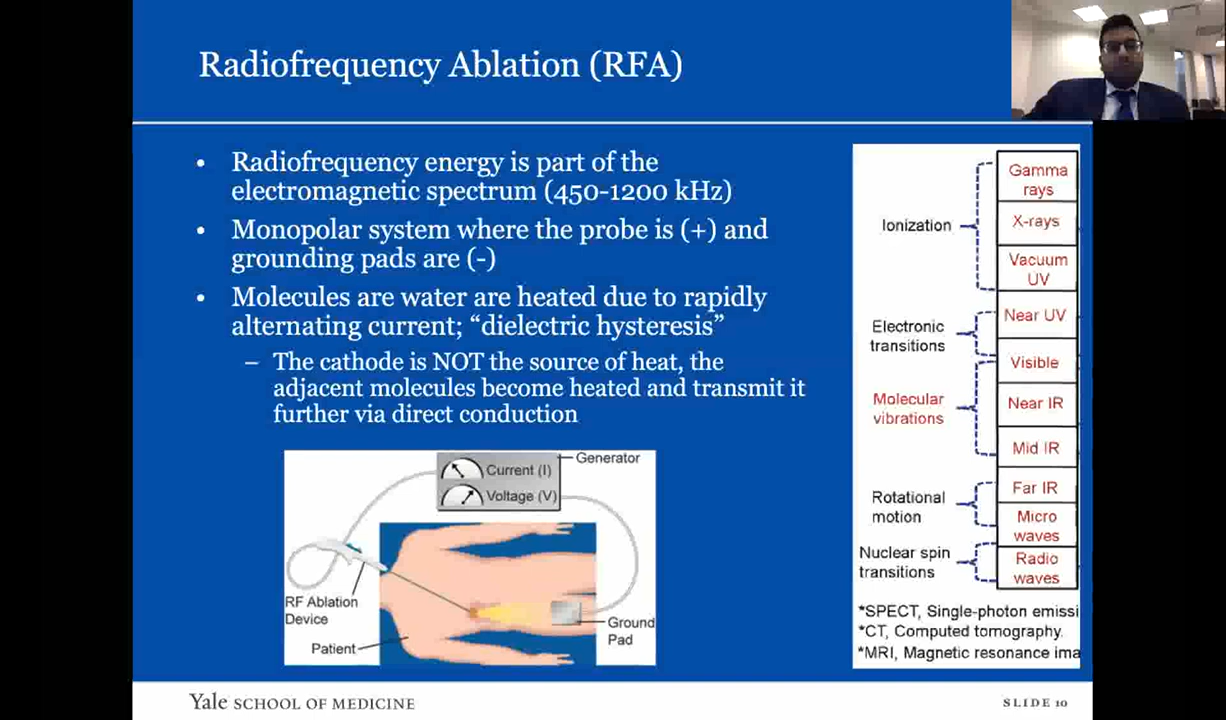 Radiofrequency Ablation (RFA)
• Radiofrequency energy is part of the
electromagnetic spectrum (450-1200 kHz)
• Monopolar system where the probe is (+) and
grounding pads are (-)
• Molecules are water are heated due to rapidly
alternating current; “dielectric hysteresis”
– The cathode is NOT the source of heat, the
adjacent molecules become heated and transmit it
further via direct conduction
Generator
Current (I)
Voltage (V)
RF Ablation
Device
Patient
Ground
Pad
Ionization
Electronic
transitions
Molecular
vibrations
Rotational
motion
Nuclear spin
transitions
Gamma
rays
X-rays
Vacuum
UV
Near UV
Visible
Near IR
Mid IR
Far IR
Micro
waves
Radio
waves
*SPECT, Single-photon emissi
*CT, Computed tomography.
*MRI, Magnetic resonance ima
Yale SCHOOL OF MEDICINE
SLIDE 10